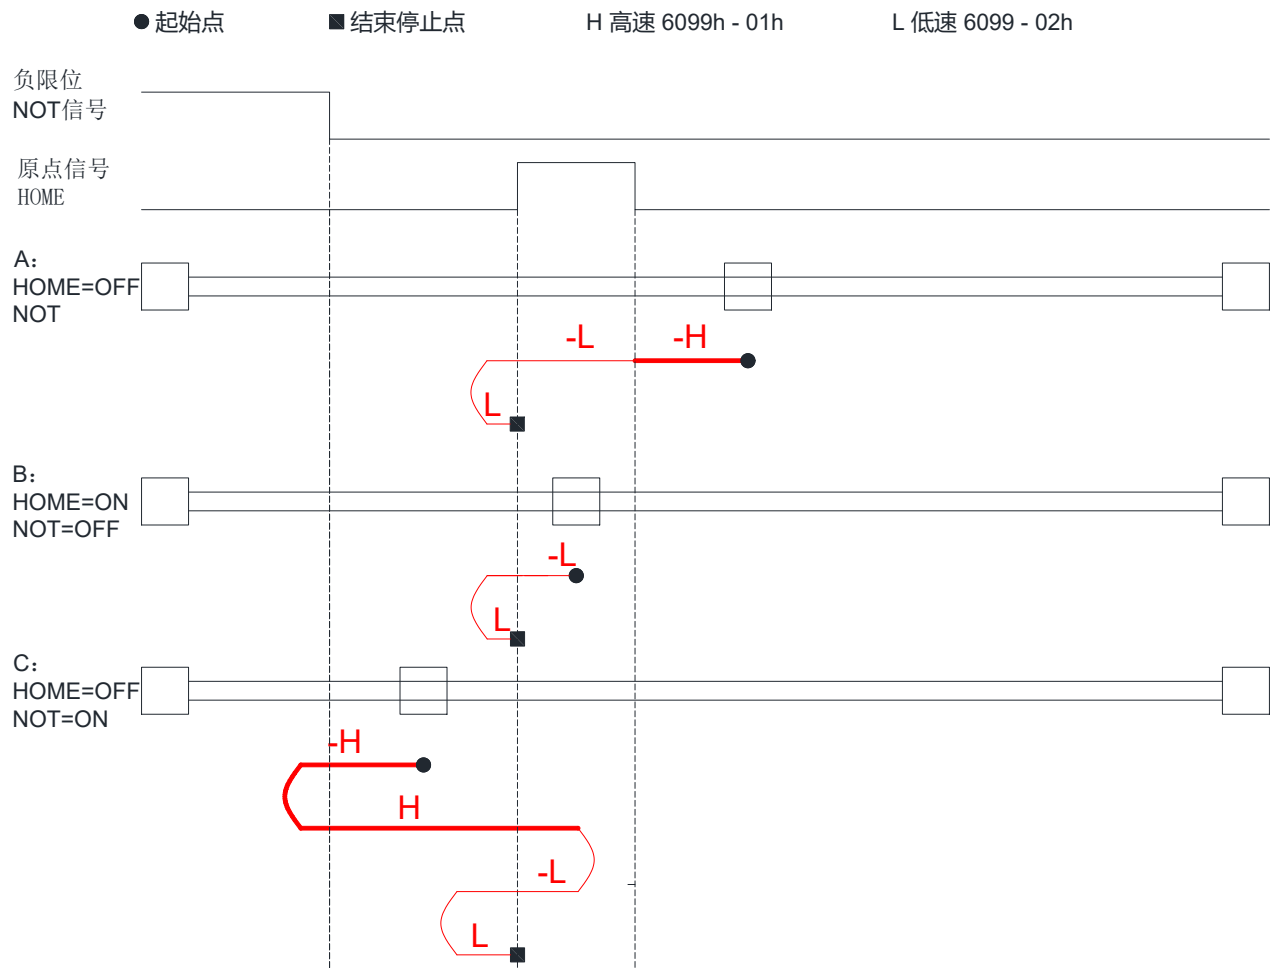 起始点 结束停止点 H 高速 6099h - 01h L 低速 6099 - 02h
负限位
NOT信号
原点信号
HOME
A:
HOME=OFF
NOT
-L -H
L
B:
HOME=ON
NOT=OFF
-L
L
C:
HOME=OFF
NOT=ON
-H
H
-L
L